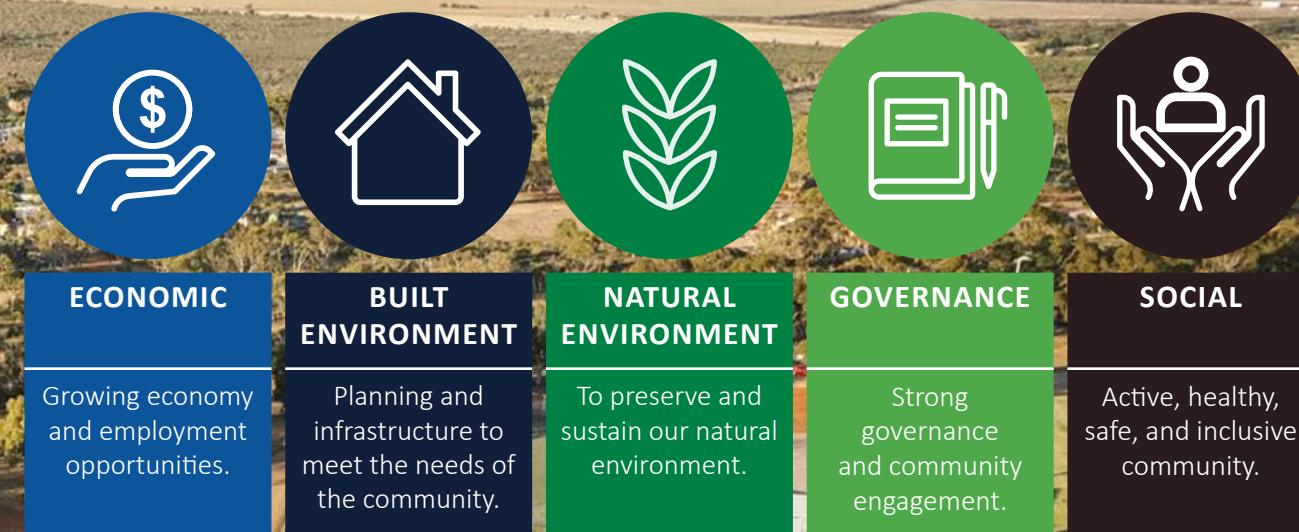 $
ECONOMIC
Growing economy
and employment
opportunities.
BUILT
ENVIRONMENT
Planning and
infrastructure to
meet the needs of
the community.
NATURAL
ENVIRONMENT
To preserve and
sustain our natural
environment.
GOVERNANCE
Strong
governance
and community
engagement.
SOCIAL
Active, healthy,
safe, and inclusive
community.